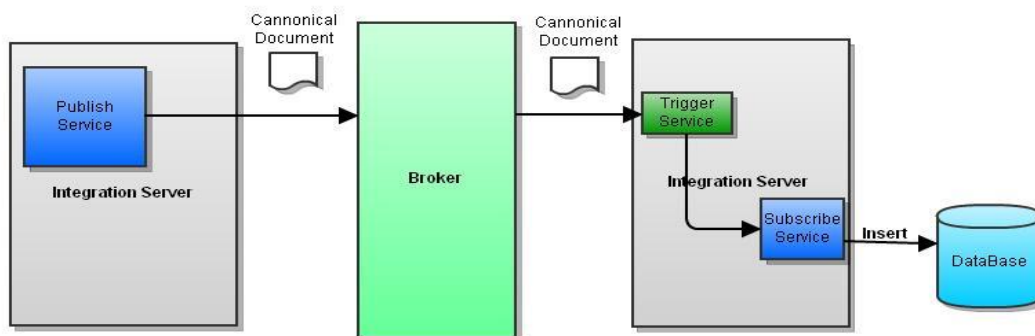 Cannonical
Document
Cannonical
Document
Publish
Service
Trigger
Service
Broker
Integration Server
Integration Server
Subscribe
Service
Insert
DataBase